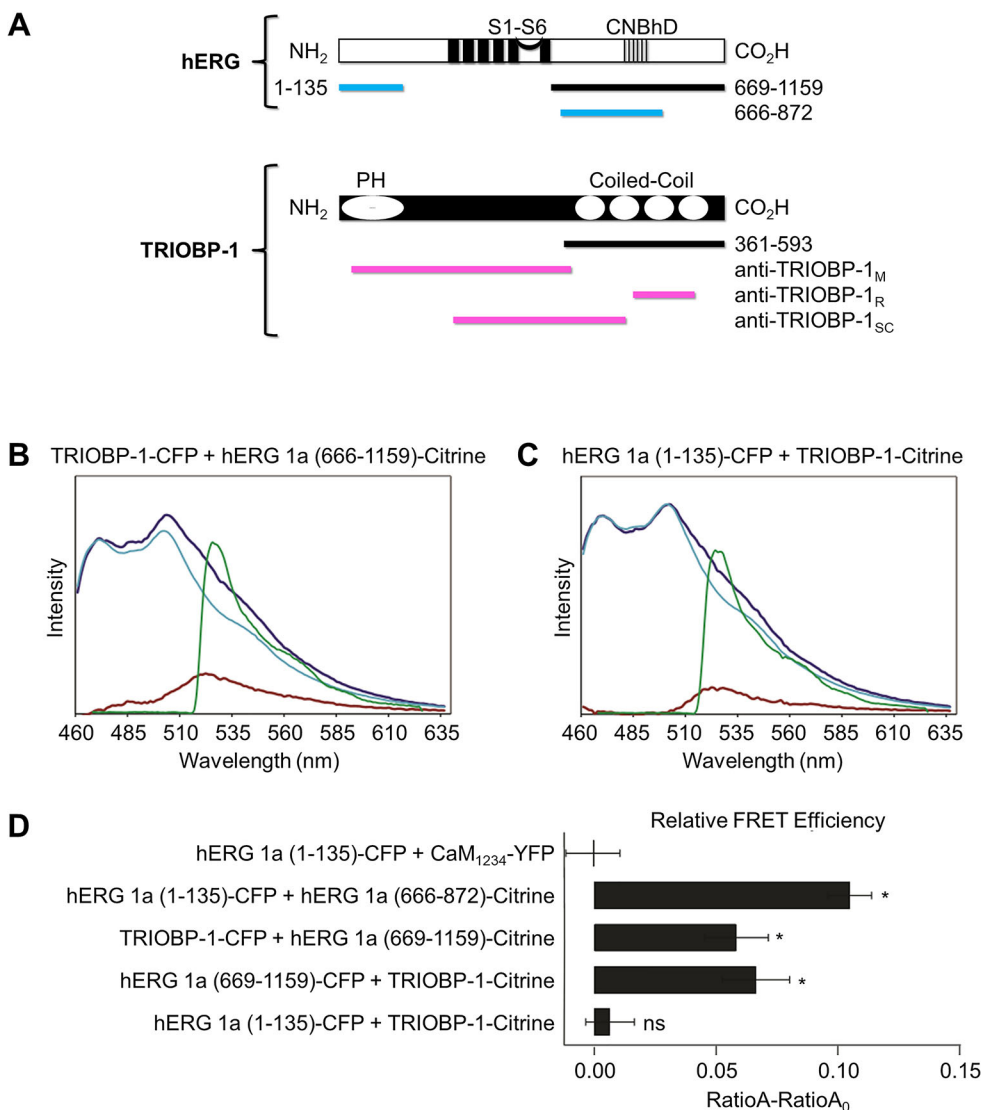 A
S1-S6 CNBhD
hERG
NH2 CO2H
1-135 669-1159
666-872
PH Coiled-Coil
TRIOBP-1
NH2 CO2H
361-593
anti-TRIOBP-1M
anti-TRIOBP-1R
anti-TRIOBP-1SC
B
TRIOBP-1-CFP + hERG 1a (666-1159)-Citrine
Intensity
460 485 510 535 560 585 610 635
Wavelength (nm)
C
hERG 1a (1-135)-CFP + TRIOBP-1-Citrine
Intensity
460 485 510 535 560 585 610 635
Wavelength (nm)
D
Relative FRET Efficiency
hERG 1a (1-135)-CFP + CaM1234-YFP
hERG 1a (1-135)-CFP + hERG 1a (666-872)-Citrine *
TRIOBP-1-CFP + hERG 1a (669-1159)-Citrine *
hERG 1a (669-1159)-CFP + TRIOBP-1-Citrine *
hERG 1a (1-135)-CFP + TRIOBP-1-Citrine ns
0.00 0.05 0.10 0.15
RatioA-RatioA0